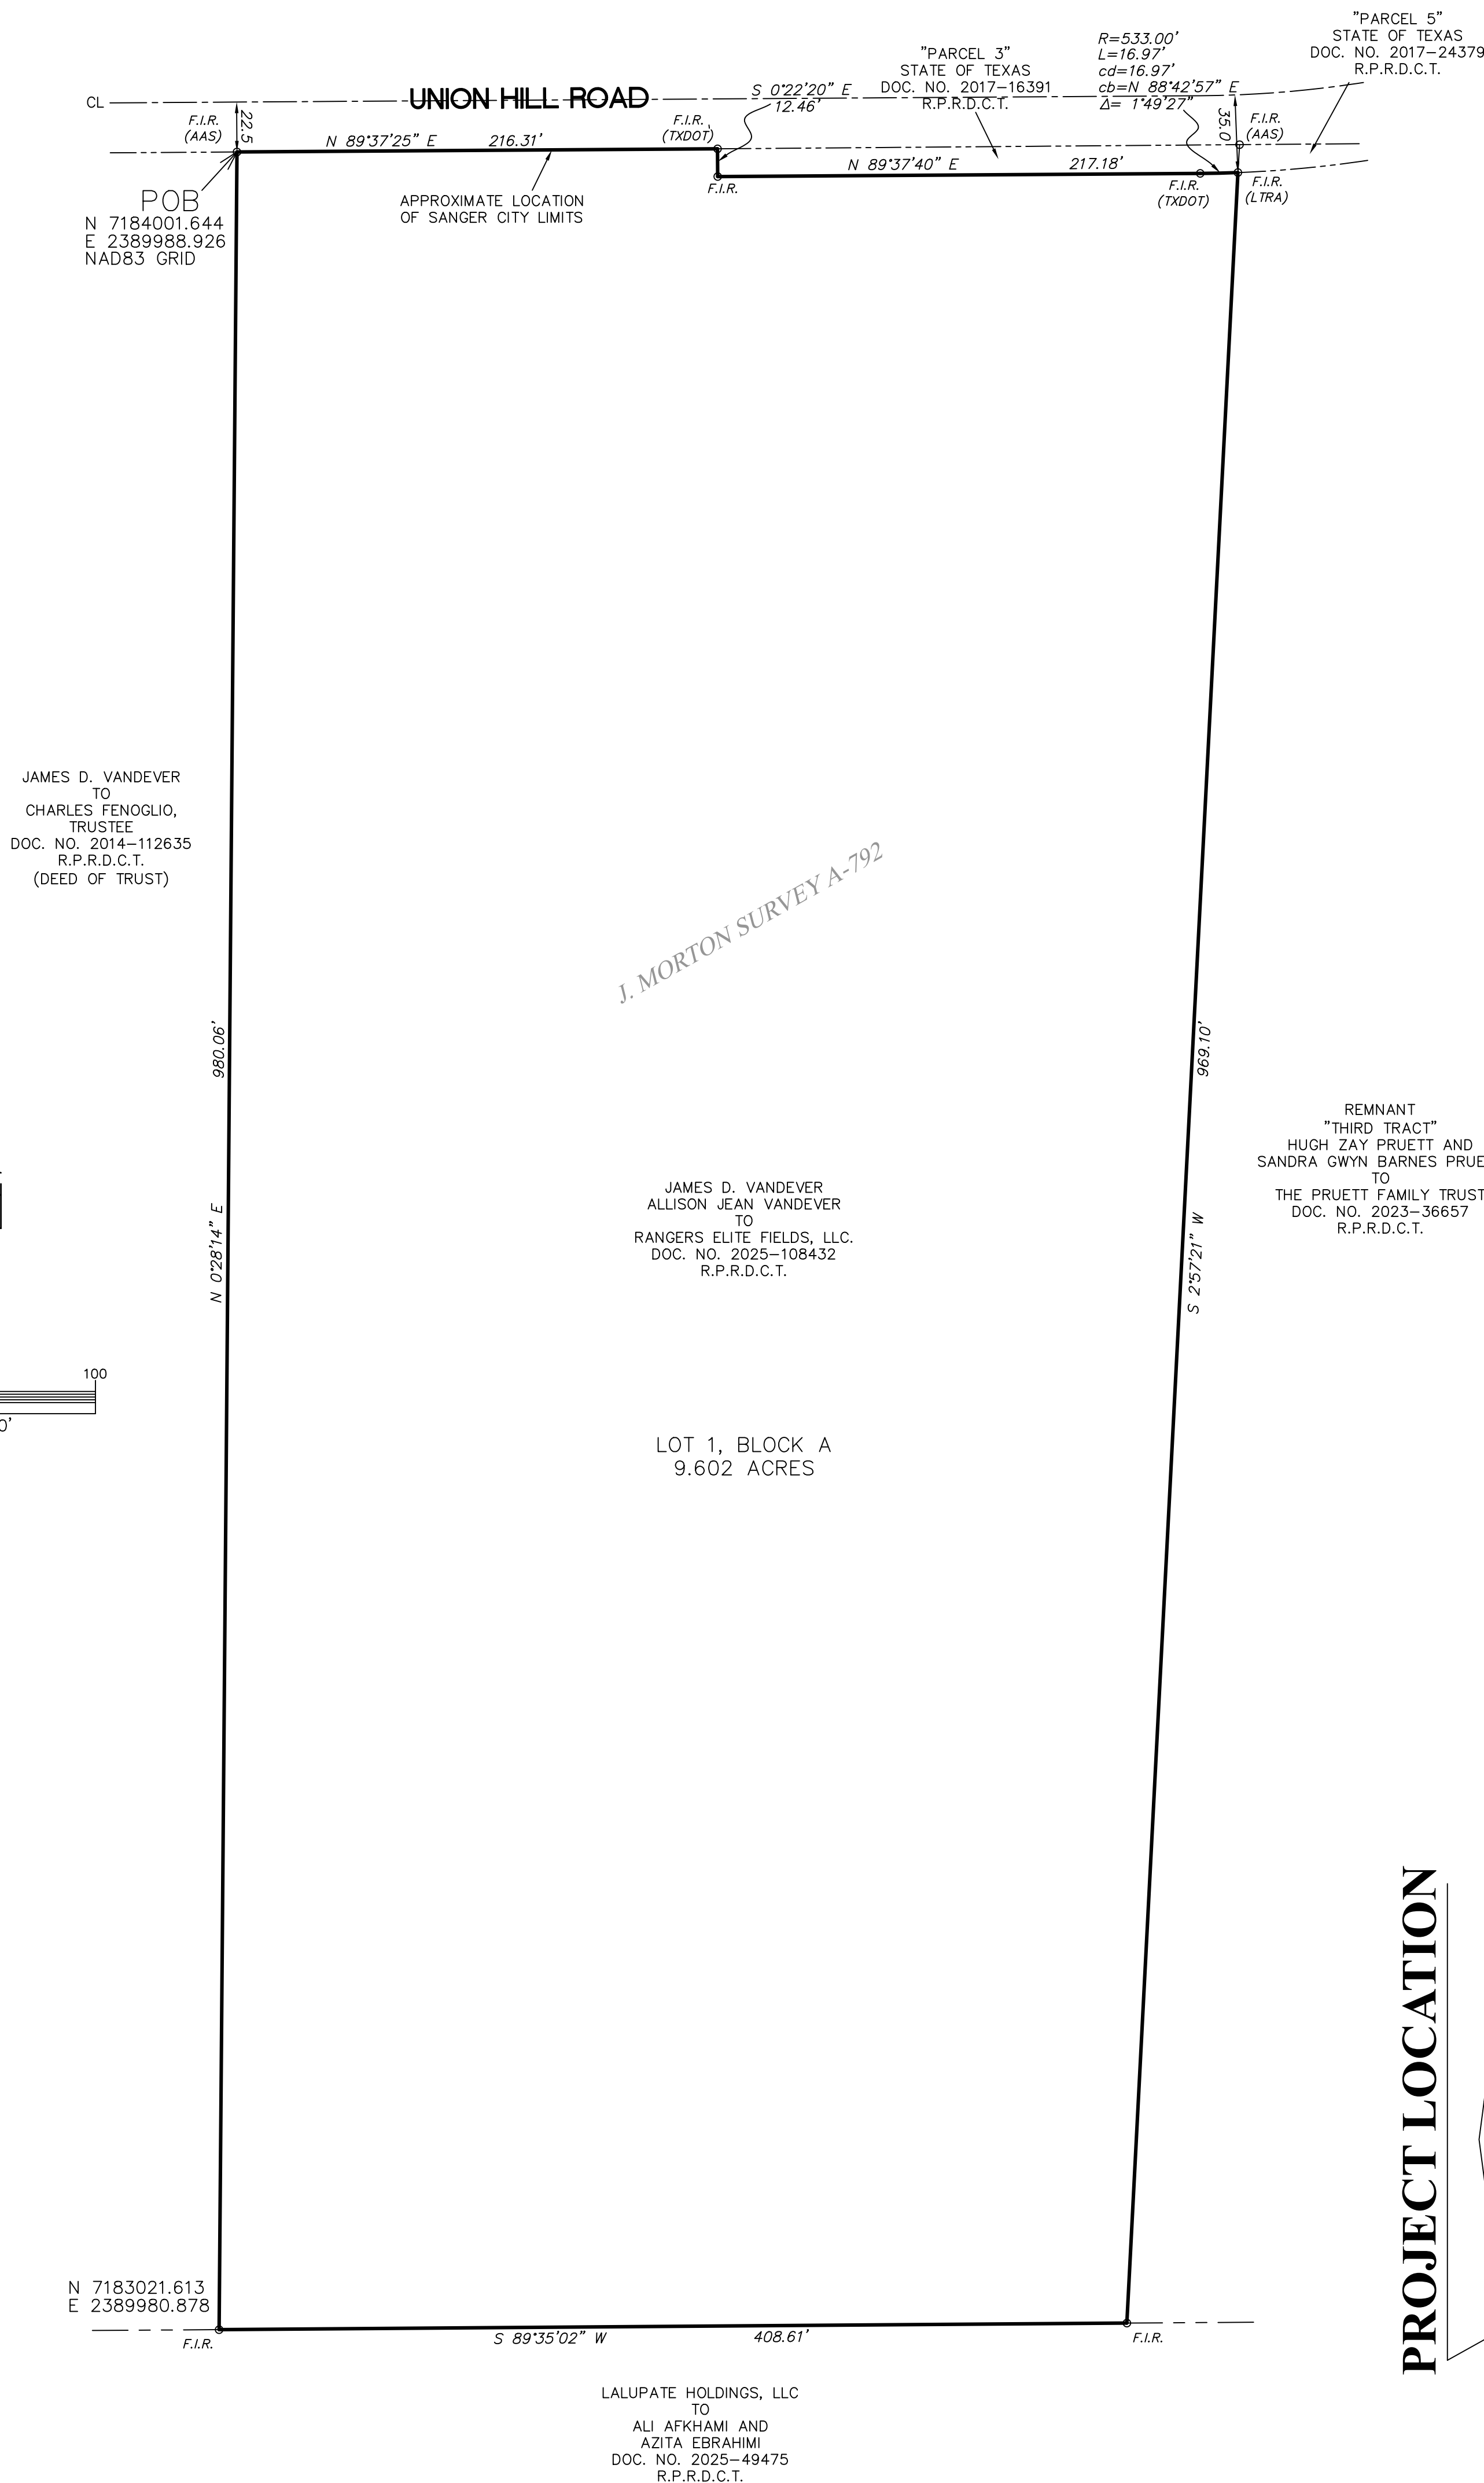 "PARCEL 5"
STATE OF TEXAS
DOC. NO. 2017-24379
R.P.R.D.C.T.
"PARCEL 3"
STATE OF TEXAS
DOC. NO. 2017-16391
R.P.R.D.C.T.
R=533.00'
L=16.97'
cd=16.97'
cb=N 88°42'57" E
Δ= 1°49'27"
CL
UNION HILL ROAD
S 0°22'20" E
12.46'
22.5
35.0
F.I.R.
(AAS)
F.I.R.
(TXDOT)
F.I.R.
(AAS)
N 89°37'25" E 216.31'
N 89°37'40" E 217.18'
F.I.R.
F.I.R.
(TXDOT)
F.I.R.
(LTRA)
POB
N 7184001.644
E 2389988.926
NAD83 GRID
APPROXIMATE LOCATION
OF SANGER CITY LIMITS
JAMES D. VANDEVER
TO
CHARLES FENOGLIO,
TRUSTEE
DOC. NO. 2014-112635
R.P.R.D.C.T.
(DEED OF TRUST)
J. MORTON SURVEY A-792
N 0°28'14" E 980.06'
S 2°57'21" W 969.10'
REMNANT
"THIRD TRACT"
HUGH ZAY PRUETT AND
SANDRA GWYN BARNES PRUE
TO
THE PRUETT FAMILY TRUST
DOC. NO. 2023-36657
R.P.R.D.C.T.
JAMES D. VANDEVER
ALLISON JEAN VANDEVER
TO
RANGERS ELITE FIELDS, LLC.
DOC. NO. 2025-108432
R.P.R.D.C.T.
100
0'
LOT 1, BLOCK A
9.602 ACRES
PROJECT LOCATION
N 7183021.613
E 2389980.878
F.I.R.
S 89°35'02" W 408.61'
F.I.R.
LALUPATE HOLDINGS, LLC
TO
ALI AFKHAMI AND
AZITA EBRAHIMI
DOC. NO. 2025-49475
R.P.R.D.C.T.